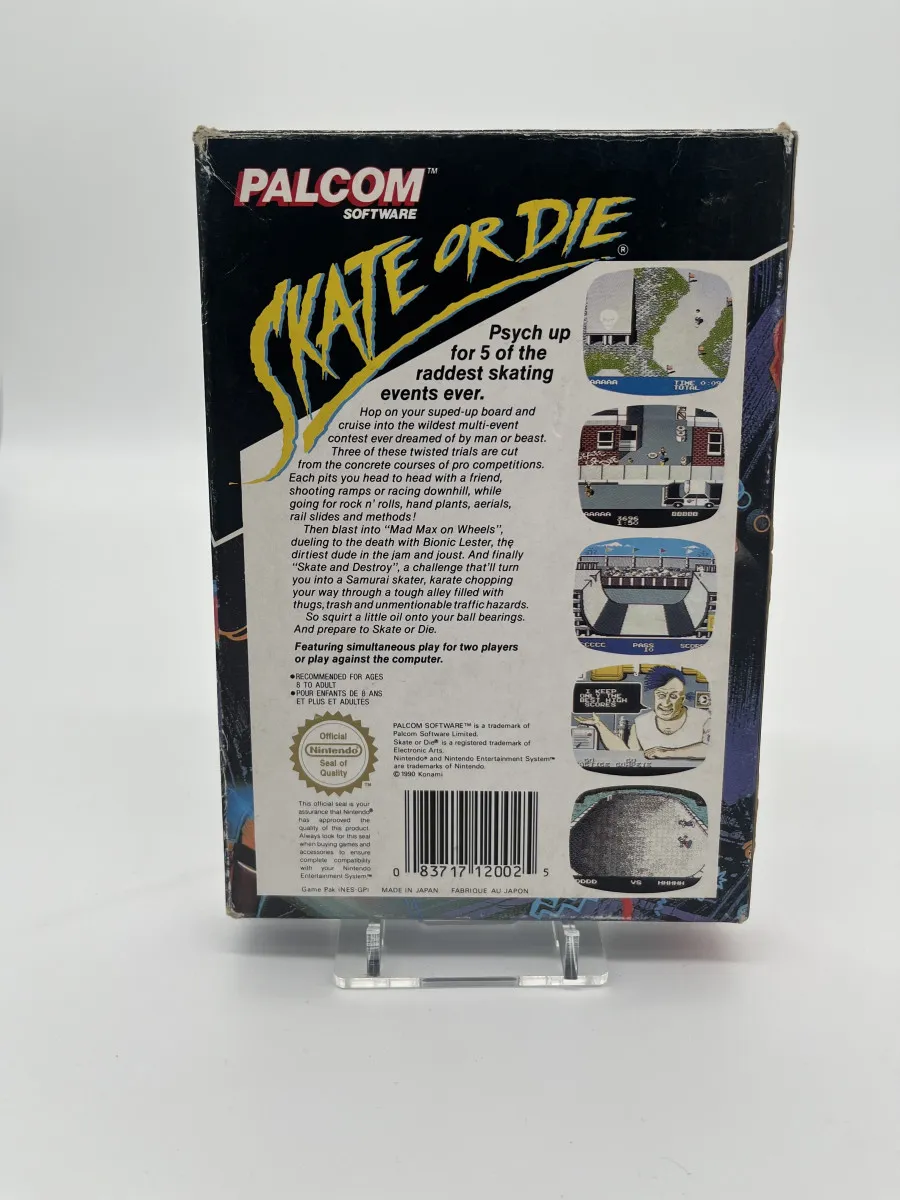 PALCOM™
SOFTWARE
SKATE OR DIE®
Psych up
for 5 of the
raddest skating
events ever.
Hop on your suped-up board and
cruise into the wildest multi-event
contest ever dreamed of by man or beast.
Three of these twisted trials are cut
from the concrete courses of pro competitions.
Each pits you head to head with a friend,
shooting ramps or racing downhill, while
going for rock n' rolls, hand plants, aerials,
rail slides and methods!
Then blast into "Mad Max on Wheels",
dueling to the death with Bionic Lester, the
dirtiest dude in the jam and joust. And finally
"Skate and Destroy", a challenge that'll turn
you into a Samurai skater, karate chopping
your way through a tough alley filled with
thugs, trash and unmentionable traffic hazards.
So squirt a little oil onto your ball bearings.
And prepare to Skate or Die.
Featuring simultaneous play for two players
or play against the computer.
●RECOMMENDED FOR AGES
8 TO ADULT
●POUR ENFANTS DE 8 ANS
ET PLUS ET ADULTES
Official
Nintendo®
Seal of
Quality
™
This official seal is your
assurance that Nintendo®
has approved the
quality of this product.
Always look for this seal
when buying games and
accessories to ensure
complete compatibility
with your Nintendo
Entertainment System™
PALCOM SOFTWARE™ is a trademark of
Palcom Software Limited.
Skate or Die® is a registered trademark of
Electronic Arts.
Nintendo® and Nintendo Entertainment System™
are trademarks of Nintendo.
© 1990 Konami
0 83717 12002 5
Game Pak (NES-GP) MADE IN JAPAN FABRIQUE AU JAPON
AAAAA TIME 0:09
TOTAL
AAAAA 3696 BBBBB
1:50
CCCC PASS SCORE
10
I KEEP
ONLY THE
BEST HIGH
SCORES
DDDD VS HHHHH